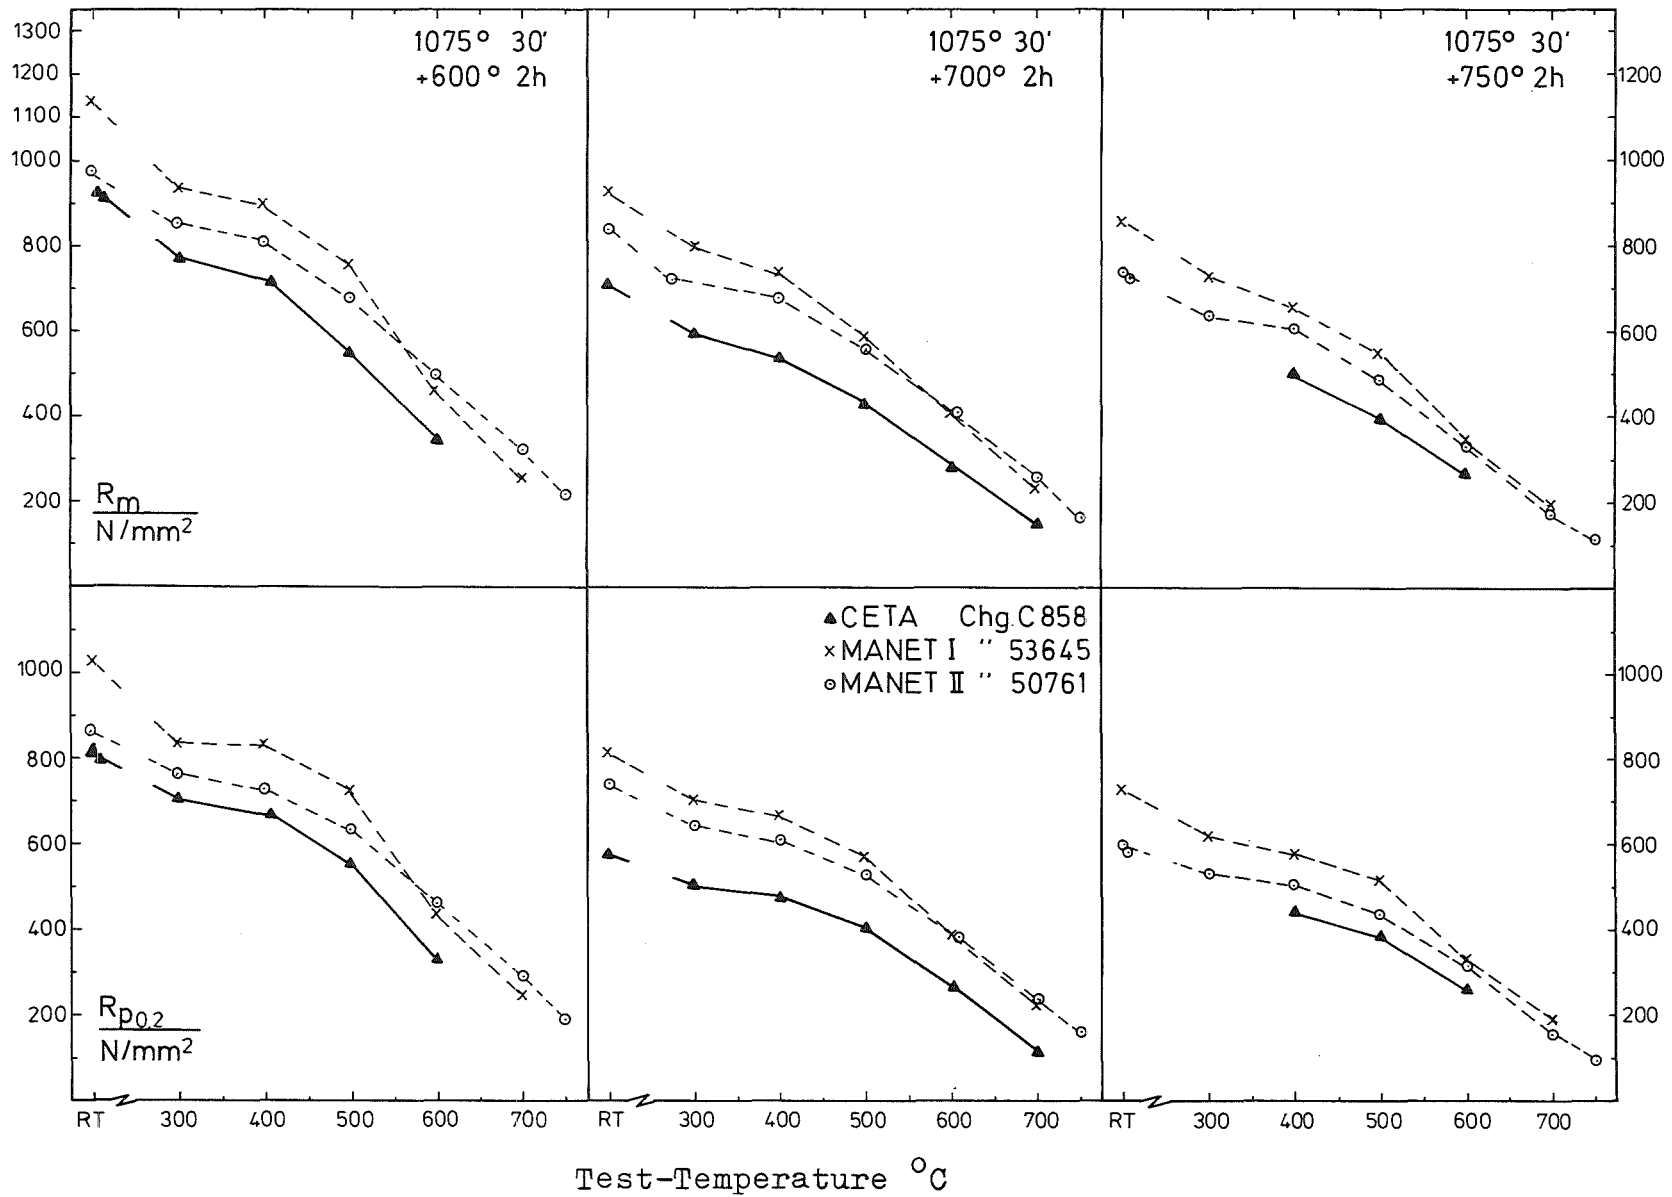 1300
1200
1100
1000
800
600
400
200
Rm
N/mm²
1075° 30'
+600° 2h
1075° 30'
+700° 2h
1075° 30'
+750° 2h
1200
1000
800
600
400
200
1000
800
600
400
200
Rp0.2
N/mm²
CETA Chg.C858
MANET I " 53645
MANET II " 50761
1000
800
600
400
200
RT 300 400 500 600 700
RT 300 400 500 600 700
RT 300 400 500 600 700
Test-Temperature °C